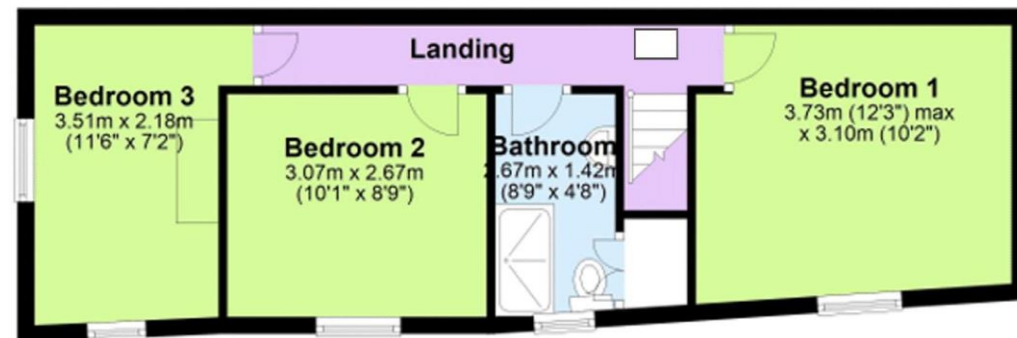 Landing
Bedroom 3
3.51m x 2.18m
(11'6" x 7'2")
Bedroom 2
3.07m x 2.67m
(10'1" x 8'9")
Bathroom
2.67m x 1.42m
(8'9" x 4'8")
Bedroom 1
3.73m (12'3") max
x 3.10m (10'2")